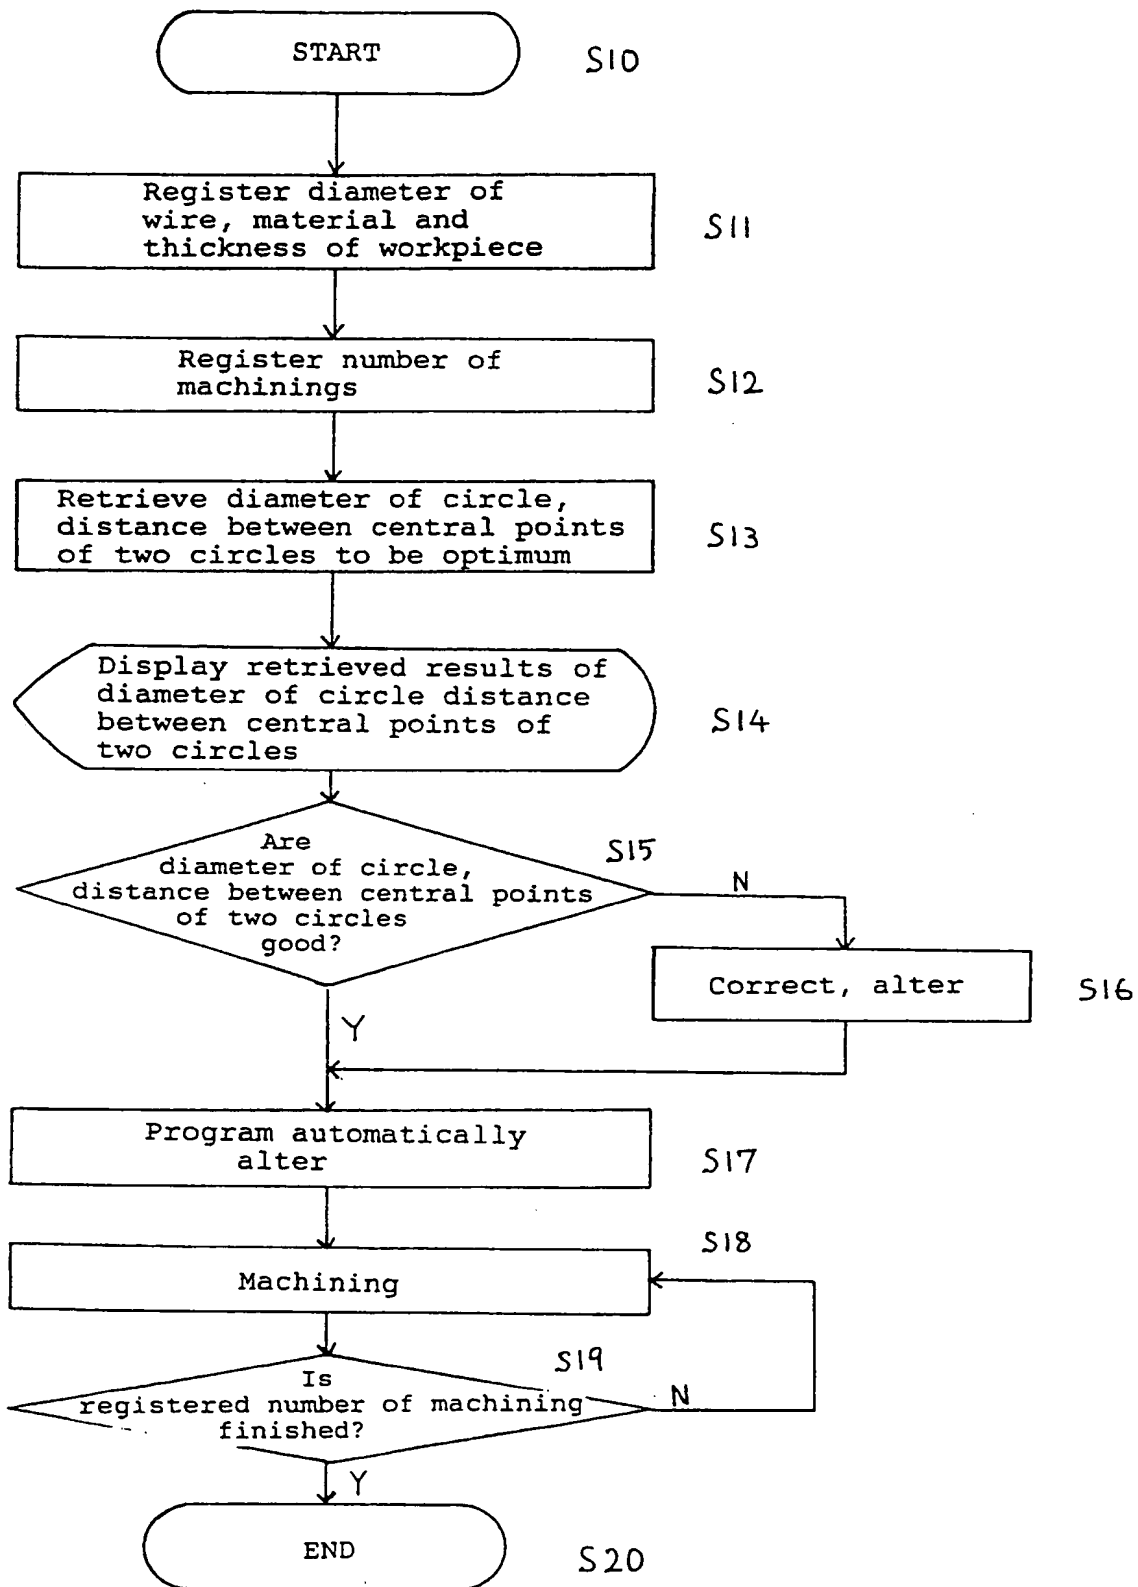 START
S10
Register diameter of
wire, material and
thickness of workpiece
S11
Register number of
machinings
S12
Retrieve diameter of circle,
distance between central points
of two circles to be optimum
S13
Display retrieved results of
diameter of circle distance
between central points of
two circles
S14
Are
diameter of circle,
distance between central points
of two circles
good?
S15
N
Correct, alter
S16
Y
Program automatically
alter
S17
Machining
S18
Is
registered number of machining
finished?
S19
N
Y
END
S20